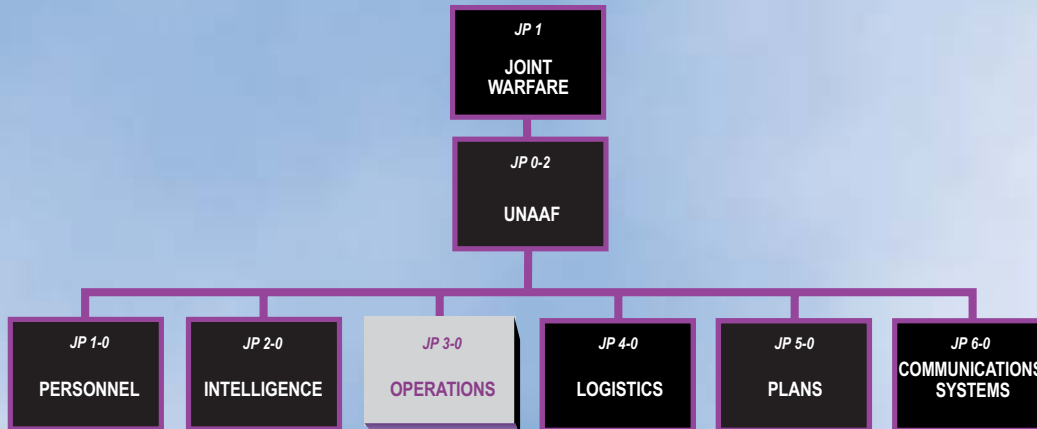 JP 1
JOINT
WARFARE
JP 0-2
UNAAF
JP 1-0
PERSONNEL
JP 2-0
INTELLIGENCE
JP 3-0
OPERATIONS
JP 4-0
LOGISTICS
JP 5-0
PLANS
JP 6-0
COMMUNICATIONS
SYSTEMS